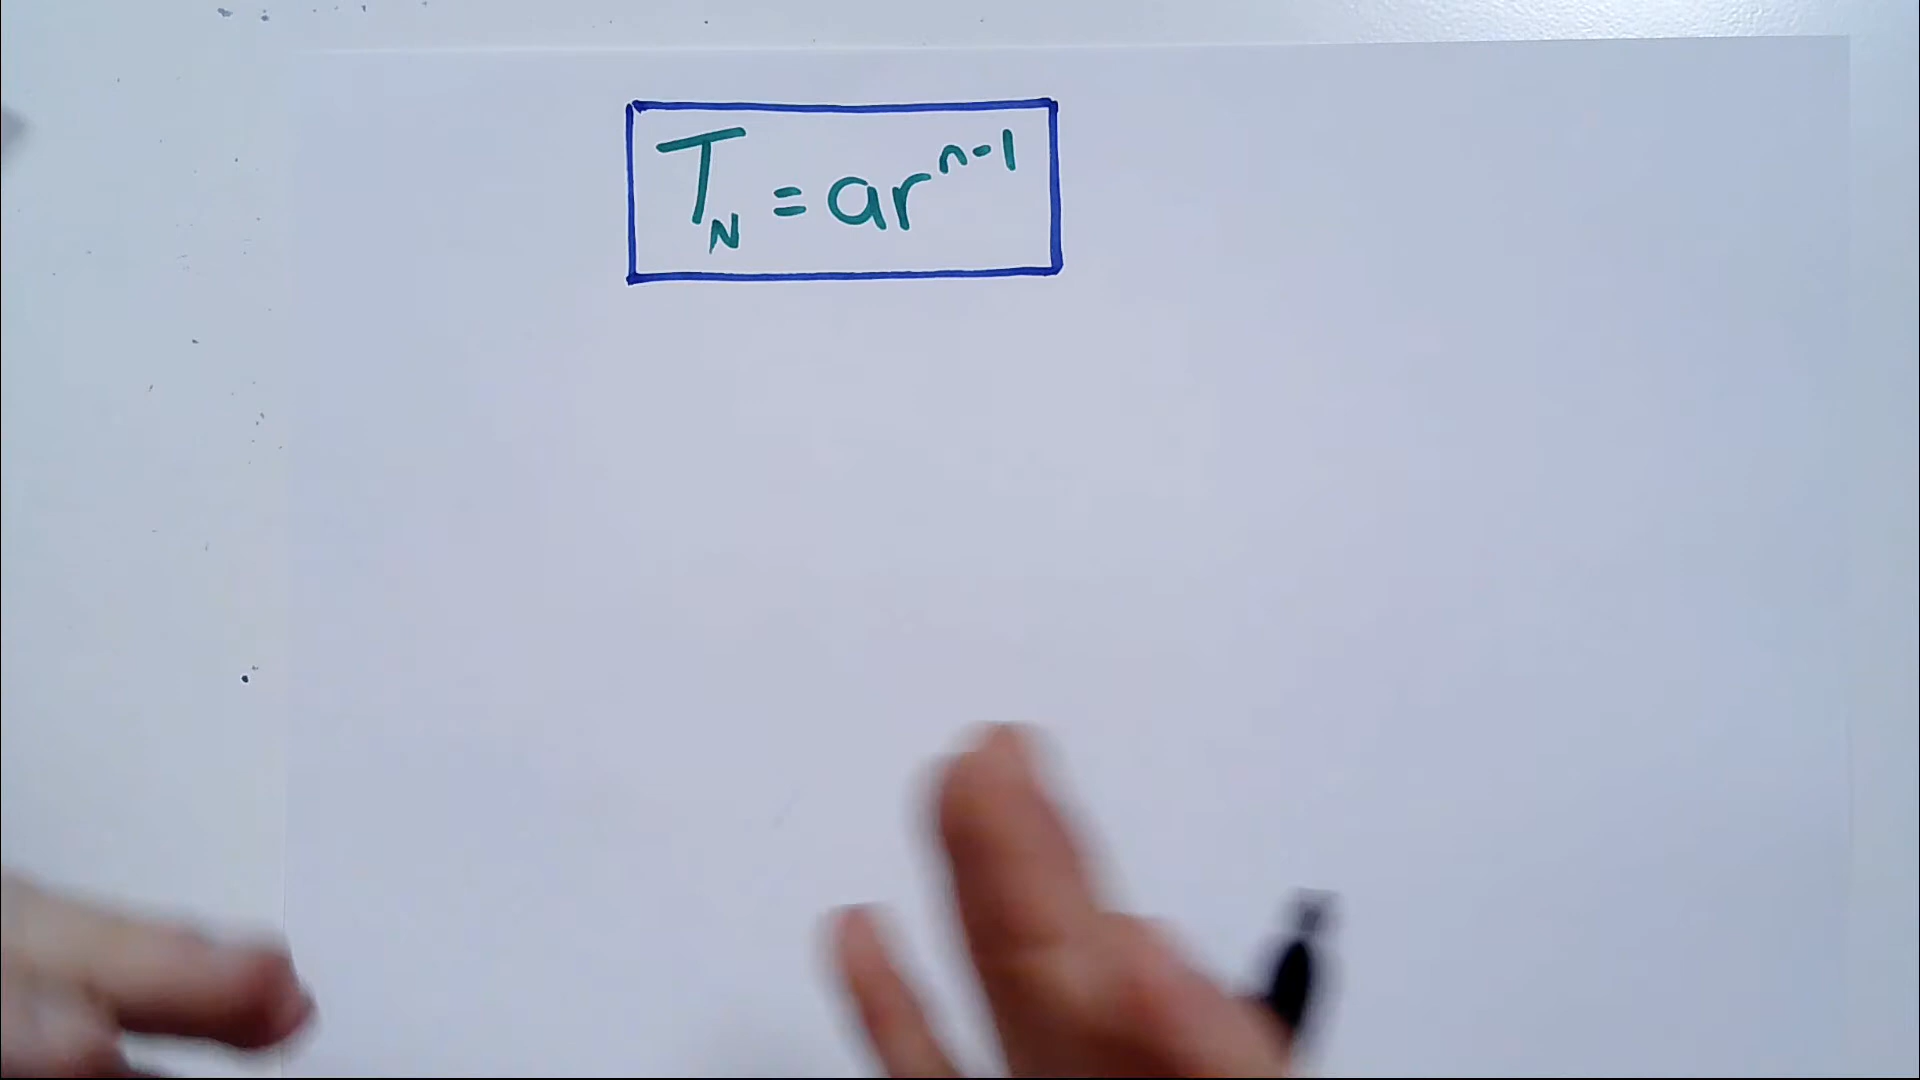 T_N = ar^{n-1}